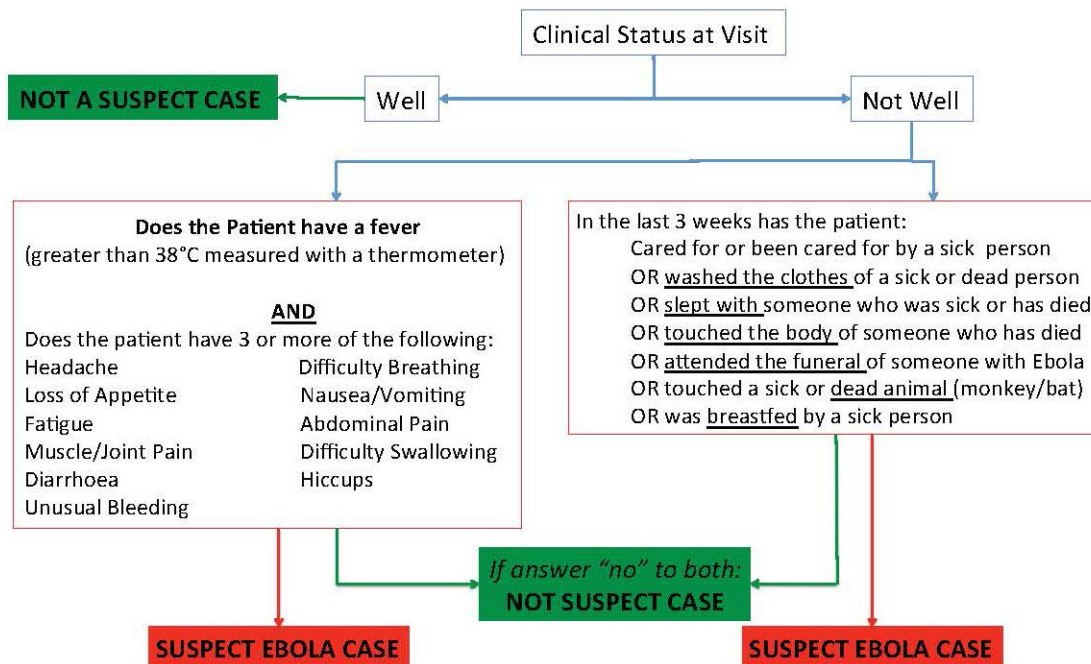 Clinical Status at Visit
NOT A SUSPECT CASE
Well
Not Well
Does the Patient have a fever
(greater than 38°C measured with a thermometer)
AND
Does the patient have 3 or more of the following:
Headache Difficulty Breathing
Loss of Appetite Nausea/Vomiting
Fatigue Abdominal Pain
Muscle/Joint Pain Difficulty Swallowing
Diarrhoea Hiccups
Unusual Bleeding
In the last 3 weeks has the patient:
Cared for or been cared for by a sick person
OR washed the clothes of a sick or dead person
OR slept with someone who was sick or has died
OR touched the body of someone who has died
OR attended the funeral of someone with Ebola
OR touched a sick or dead animal (monkey/bat)
OR was breastfed by a sick person
If answer “no” to both:
NOT SUSPECT CASE
SUSPECT EBOLA CASE
SUSPECT EBOLA CASE